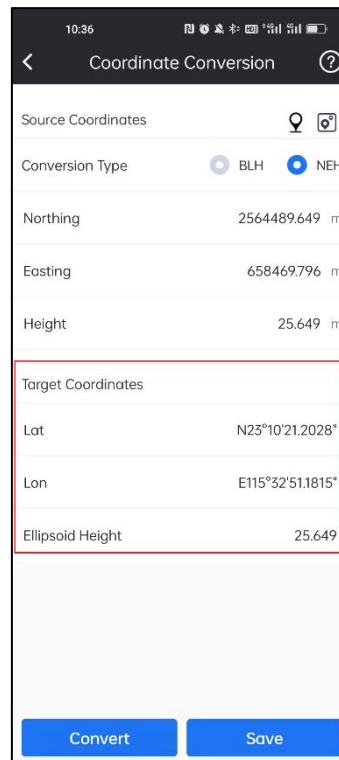 10:36
Coordinate Conversion
Source Coordinates
Conversion Type BLH NEH
Northing 2564489.649 m
Easting 658469.796 m
Height 25.649 m
Target Coordinates
Lat N23°10'21.2028"
Lon E115°32'51.1815"
Ellipsoid Height 25.649
Convert Save